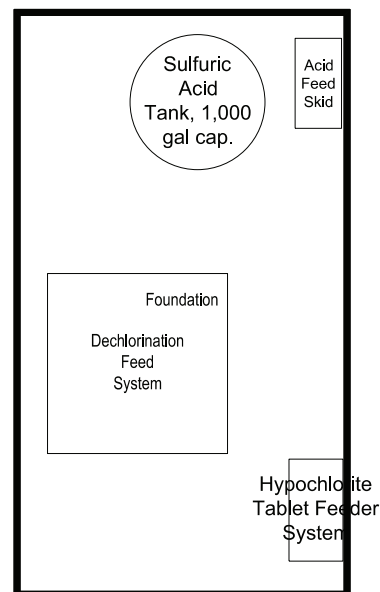 Sulfuric
Acid
Tank, 1,000
gal cap.
Acid
Feed
Skid
Foundation
Dechlorination
Feed
System
Hypochlorite
Tablet Feeder
System